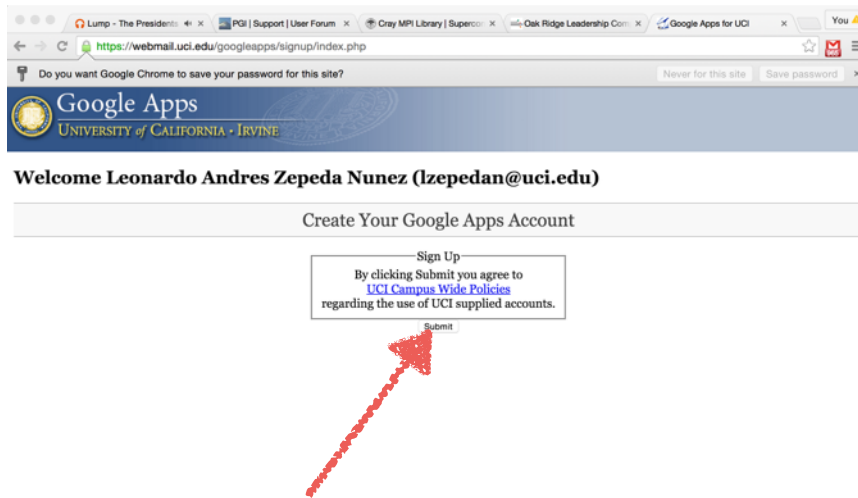 Lump - The Presidents
PGI | Support | User Forum
Cray MPI Library | Supercor
Oak Ridge Leadership Com
Google Apps for UCI
You
https://webmail.uci.edu/googleapps/signup/index.php
Do you want Google Chrome to save your password for this site?
Never for this site
Save password
Google Apps
UNIVERSITY of CALIFORNIA • IRVINE
Welcome Leonardo Andres Zepeda Nunez (lzepedan@uci.edu)
Create Your Google Apps Account
Sign Up
By clicking Submit you agree to
UCI Campus Wide Policies
regarding the use of UCI supplied accounts.
Submit